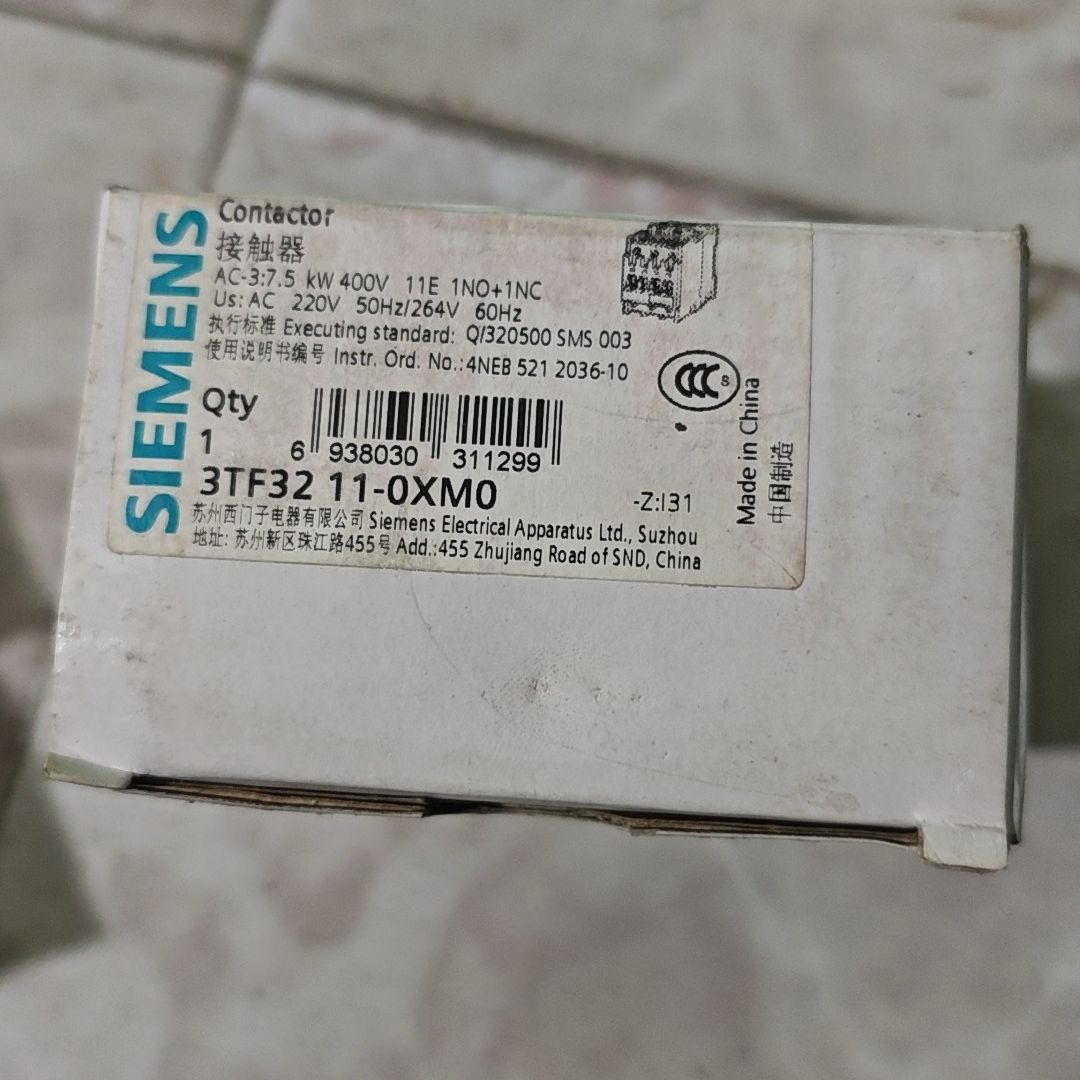 SIEMENS
Contactor
接触器
AC-3:7.5 kW 400V 11E 1NO+1NC
Us: AC 220V 50Hz/264V 60Hz
执行标准 Executing standard: Q/320500 SMS 003
使用说明书编号 Instr. Ord. No.:4NEB 521 2036-10
CCC S
Qty
1
6 938030 311299
3TF32 11-0XM0
-Z:I31
苏州西门子电器有限公司 Siemens Electrical Apparatus Ltd., Suzhou
地址: 苏州新区珠江路455号 Add.:455 Zhujiang Road of SND, China
Made in China
中国制造